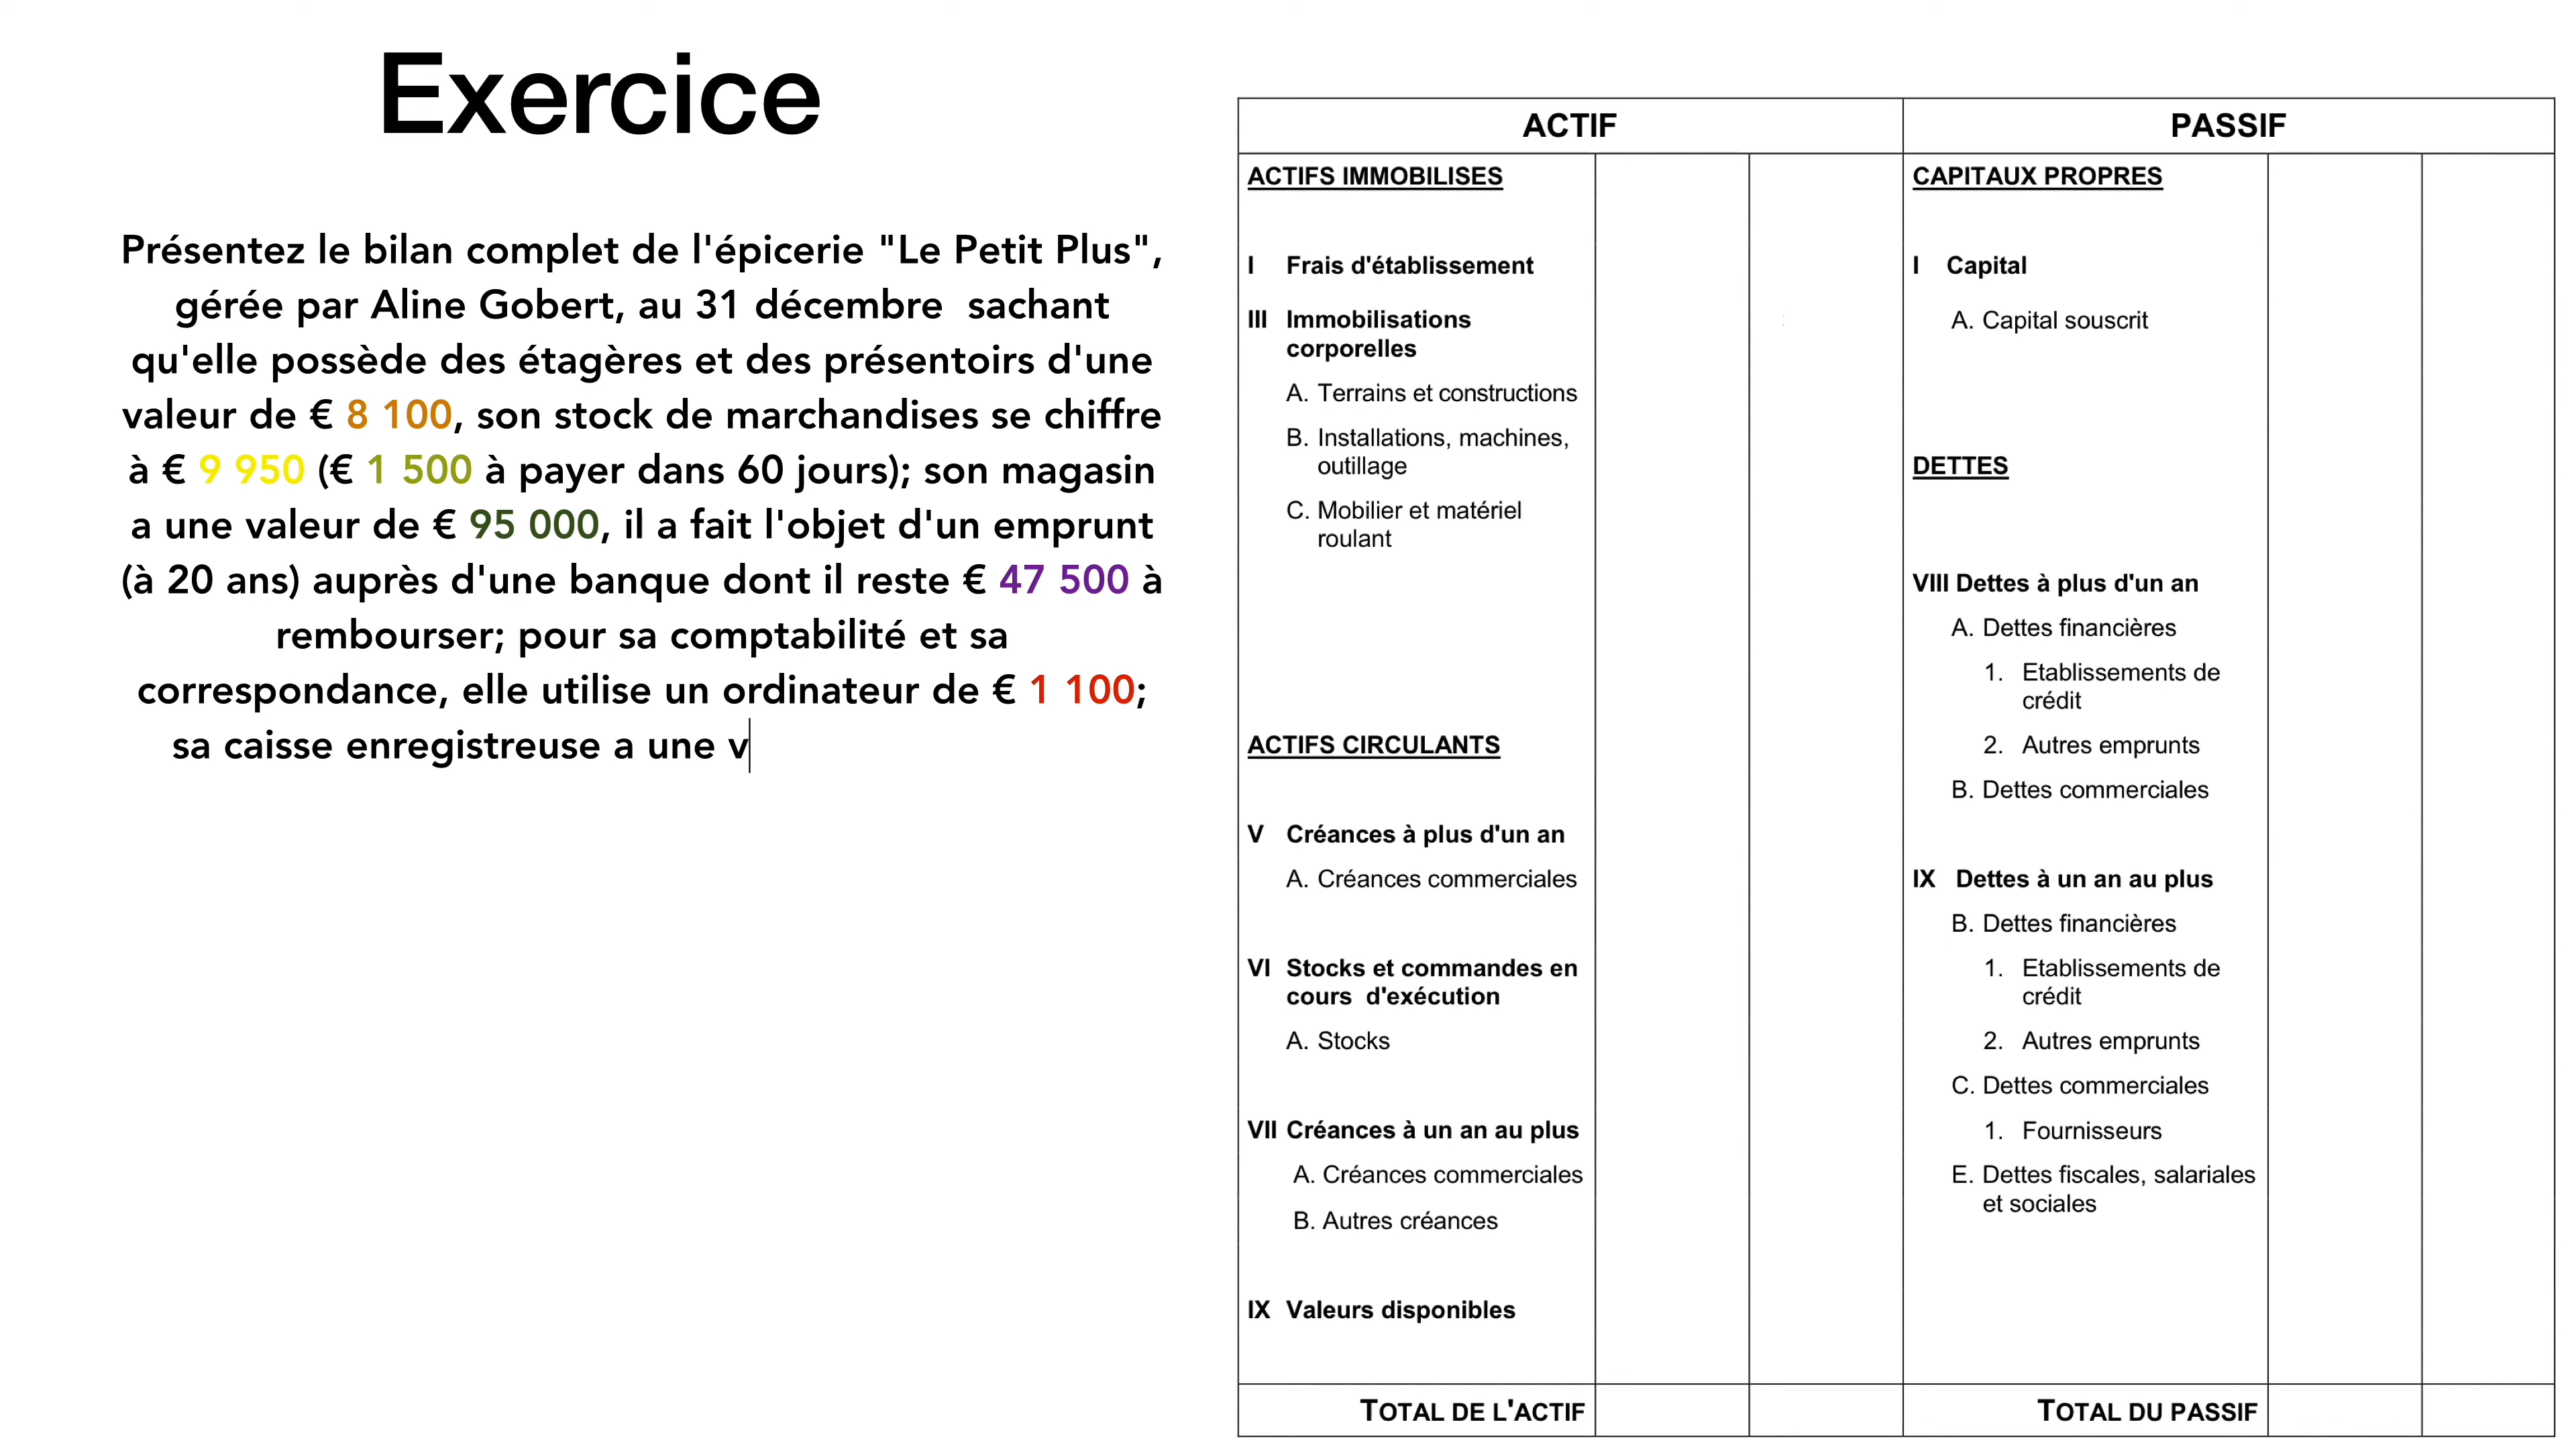 Exercice
Présentez le bilan complet de l'épicerie "Le Petit Plus",
gérée par Aline Gobert, au 31 décembre  sachant
qu'elle possède des étagères et des présentoirs d'une
valeur de € 8 100, son stock de marchandises se chiffre
à € 9 950 (€ 1 500 à payer dans 60 jours); son magasin
a une valeur de € 95 000, il a fait l'objet d'un emprunt
(à 20 ans) auprès d'une banque dont il reste € 47 500 à
rembourser; pour sa comptabilité et sa
correspondance, elle utilise un ordinateur de € 1 100;
sa caisse enregistreuse a une v
ACTIF
ACTIFS IMMOBILISES
I Frais d'établissement
III Immobilisations
corporelles
A. Terrains et constructions
B. Installations, machines,
outillage
C. Mobilier et matériel
roulant
ACTIFS CIRCULANTS
V Créances à plus d'un an
A. Créances commerciales
VI Stocks et commandes en
cours  d'exécution
A. Stocks
VII Créances à un an au plus
A. Créances commerciales
B. Autres créances
IX Valeurs disponibles
TOTAL DE L'ACTIF
PASSIF
CAPITAUX PROPRES
I Capital
A. Capital souscrit
DETTES
VIII Dettes à plus d'un an
A. Dettes financières
1. Etablissements de
crédit
2. Autres emprunts
B. Dettes commerciales
IX Dettes à un an au plus
B. Dettes financières
1. Etablissements de
crédit
2. Autres emprunts
C. Dettes commerciales
1. Fournisseurs
E. Dettes fiscales, salariales
et sociales
TOTAL DU PASSIF